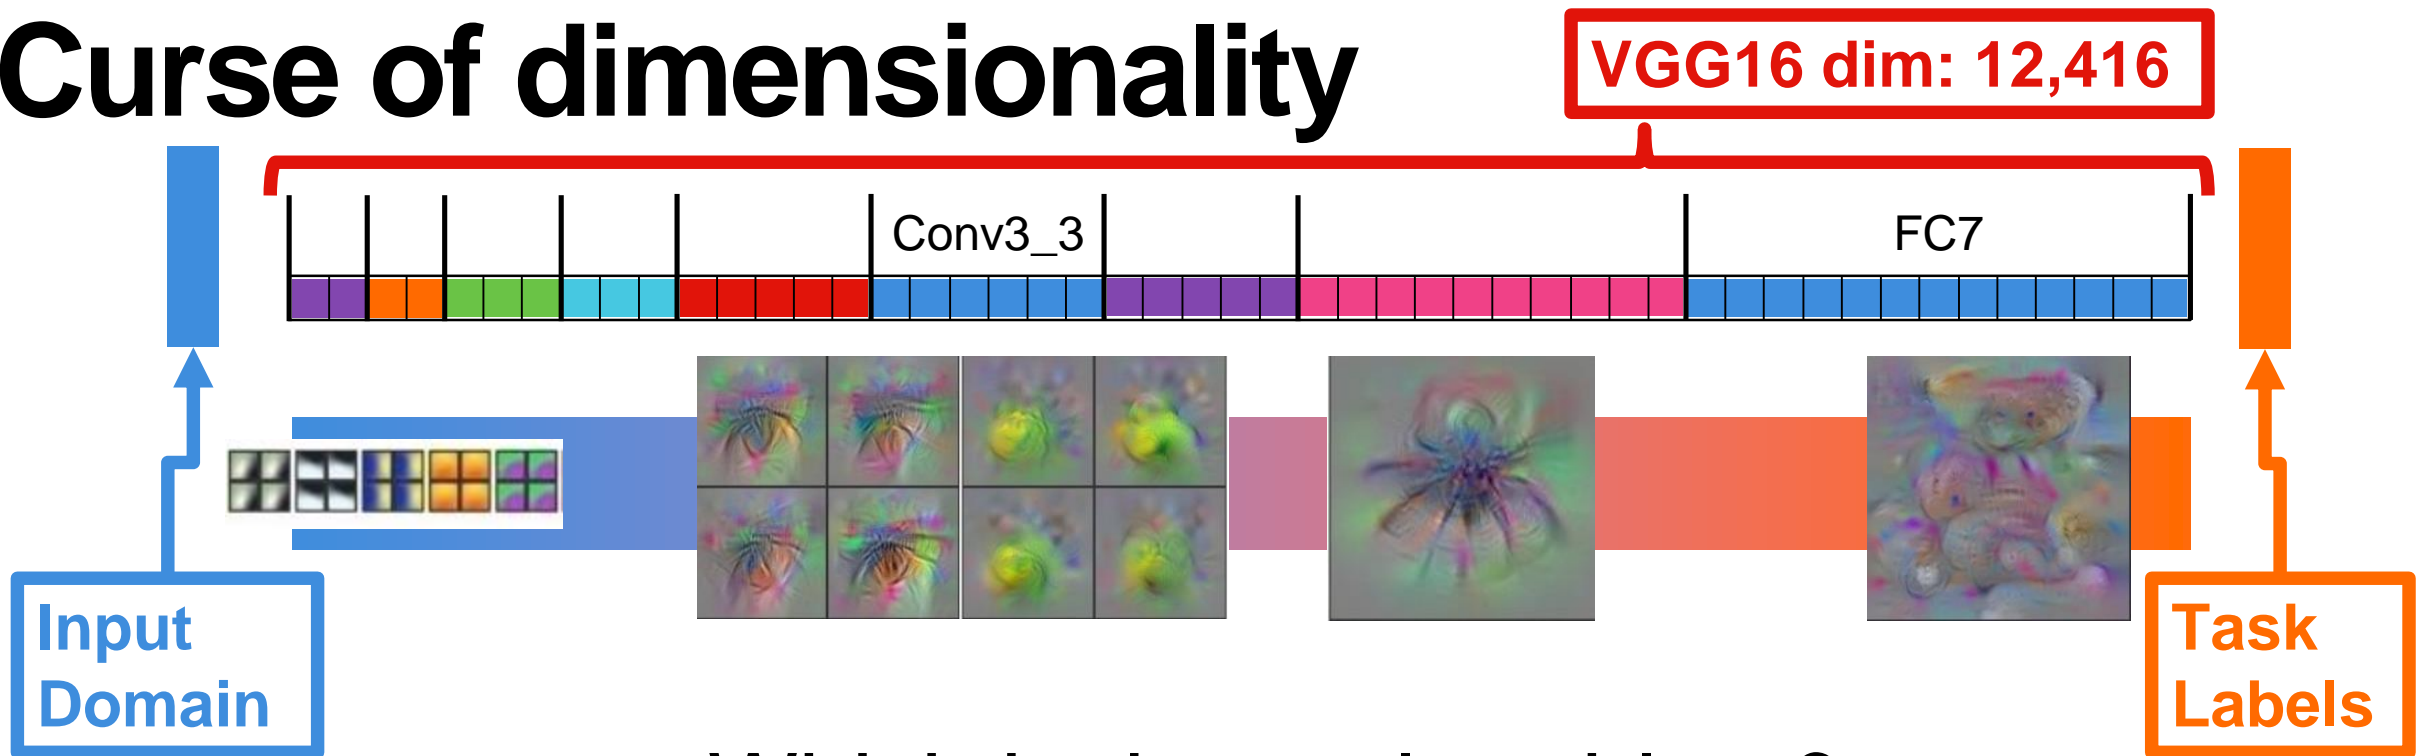 Curse of dimensionality
VGG16 dim: 12,416
Conv3_3
FC7
Input
Domain
Task
Labels